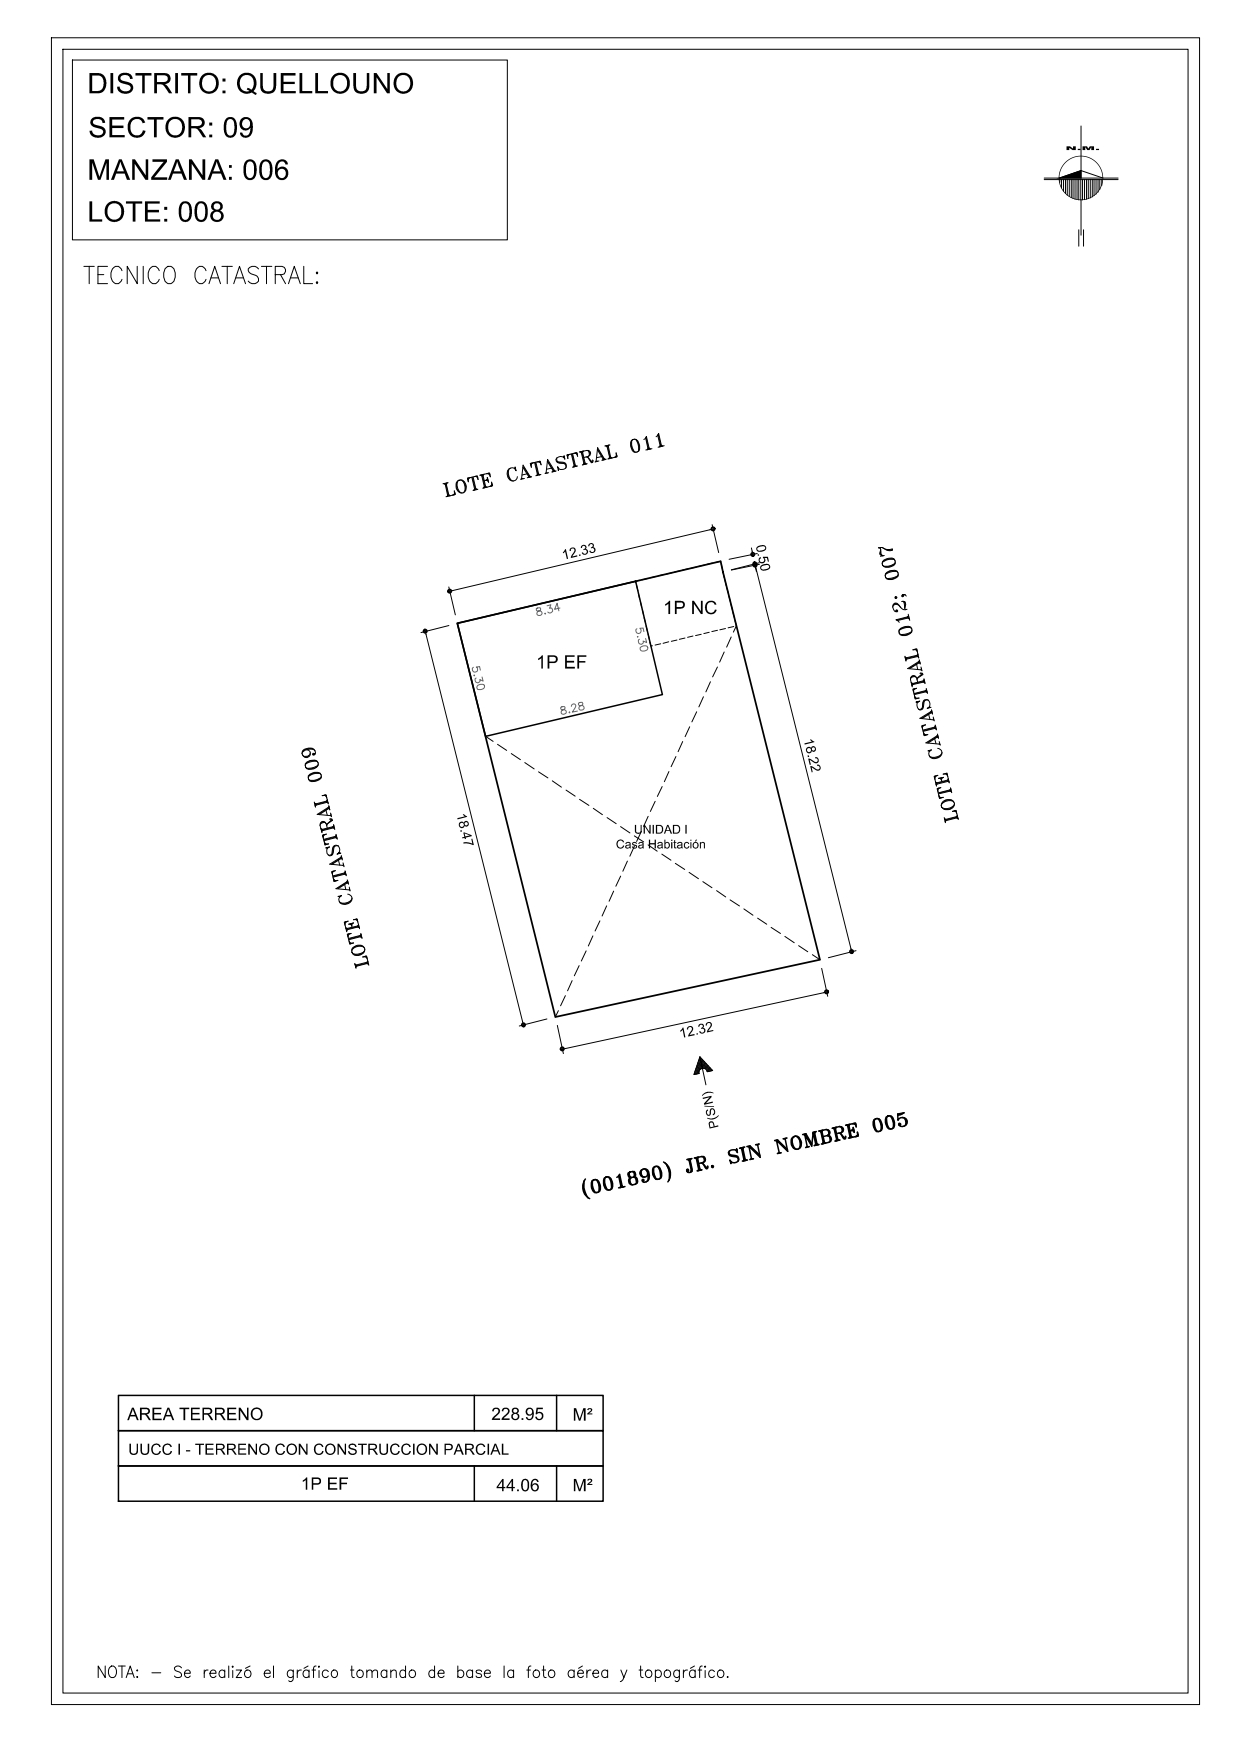 DISTRITO: QUELLOUNO
SECTOR: 09
MANZANA: 006
LOTE: 008
N.M.
TECNICO CATASTRAL:
LOTE CATASTRAL 011
12.33
0.50
LOTE CATASTRAL 012; 007
8.34
1P NC
5.30
1P EF
5.30
8.28
18.22
LOTE CATASTRAL 009
18.47
UNIDAD I
Casa Habitación
12.32
P(S/N)
(001890) JR. SIN NOMBRE 005
AREA TERRENO 228.95 M²
UUCC I - TERRENO CON CONSTRUCCION PARCIAL
1P EF 44.06 M²
NOTA: – Se realizó el gráfico tomando de base la foto aérea y topográfico.